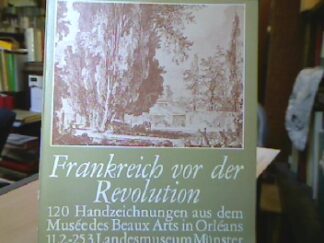 Frankreich vor der
Revolution
120 Handzeichnungen aus dem
Musée des Beaux Arts in Orléans
11.2-25.3 Landesmuseum Münster